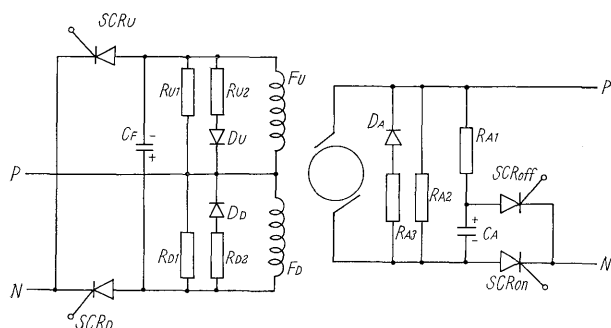 SCRU
FU
RU1
RU2
CF
-
+
DU
P
DD
RD1
RD2
FD
N
SCRD
P
DA
RA1
SCRoff
RA3
RA2
+
-
CA
N
SCRon